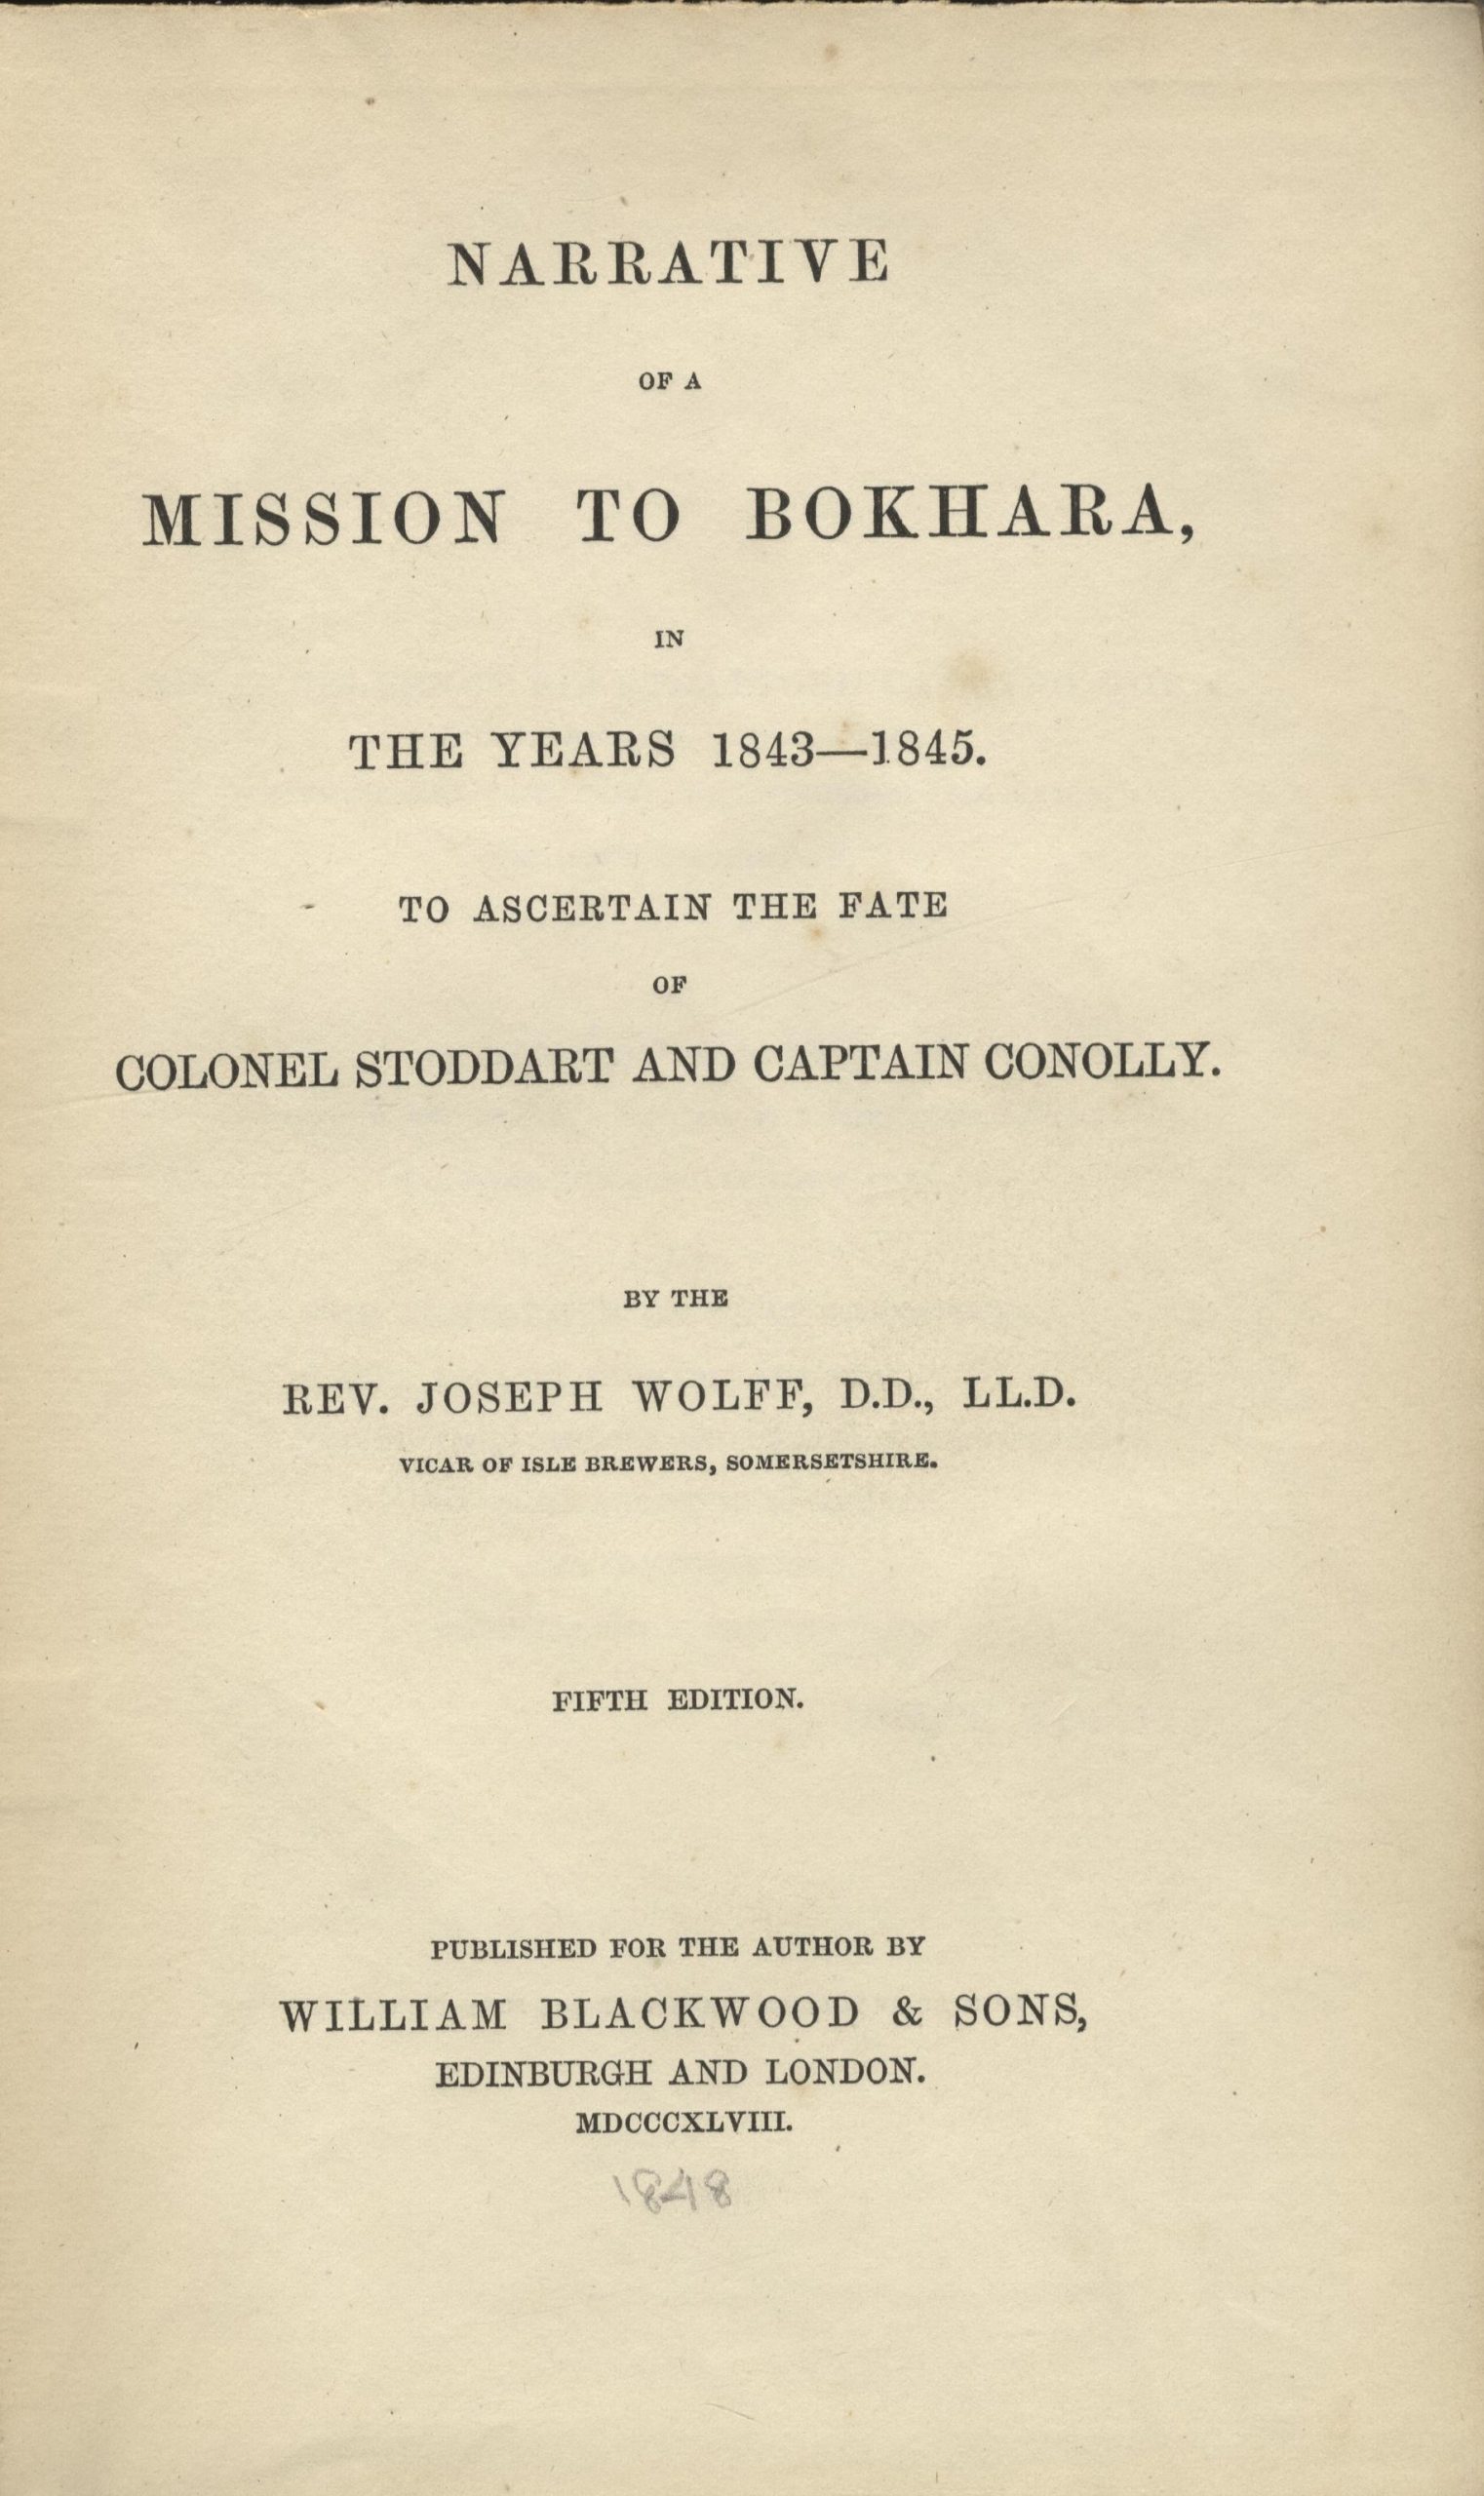 NARRATIVE
OF A
MISSION TO BOKHARA,
IN
THE YEARS 1843—1845.
TO ASCERTAIN THE FATE
OF
COLONEL STODDART AND CAPTAIN CONOLLY.
BY THE
REV. JOSEPH WOLFF, D.D., LL.D.
VICAR OF ISLE BREWERS, SOMERSETSHIRE.
FIFTH EDITION.
PUBLISHED FOR THE AUTHOR BY
WILLIAM BLACKWOOD & SONS,
EDINBURGH AND LONDON.
MDCCCXLVIII.
1848